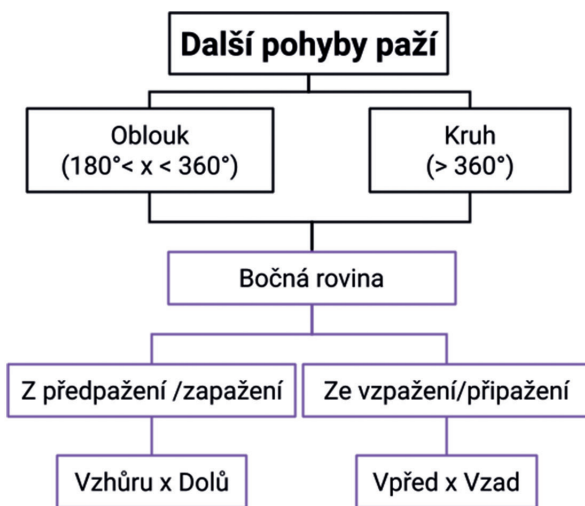 Další pohyby paží
Oblouk
(180°< x < 360°)
Kruh
(> 360°)
Bočná rovina
Z předpažení /zapažení
Ze vzpažení/připažení
Vzhůru x Dolů
Vpřed x Vzad